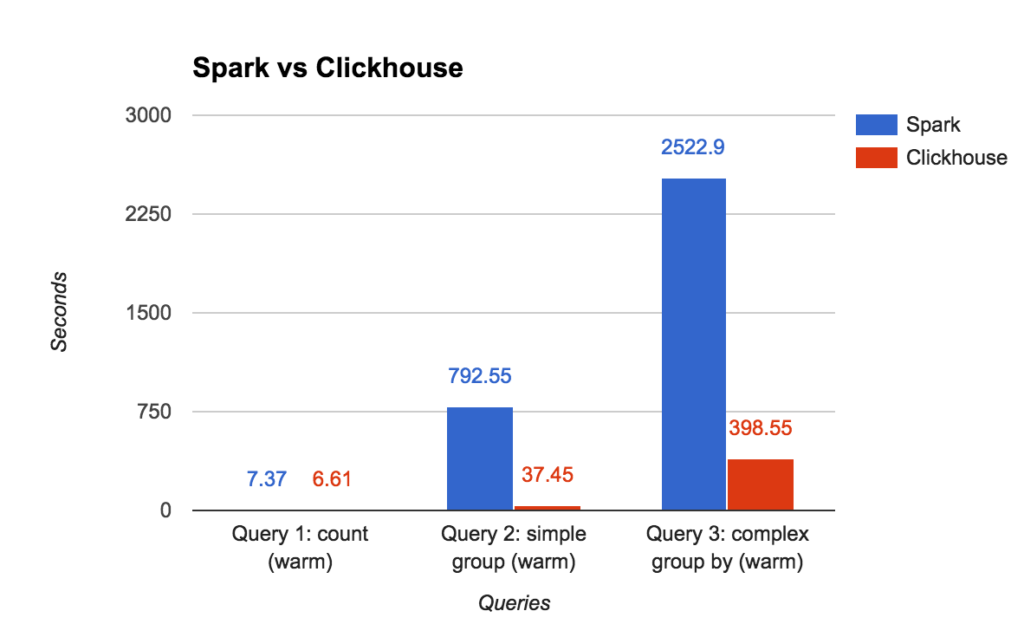 Spark vs Clickhouse
Spark
Clickhouse
3000
2250
1500
750
0
Seconds
7.37
6.61
792.55
37.45
2522.9
398.55
Query 1: count
(warm)
Query 2: simple
group (warm)
Query 3: complex
group by (warm)
Queries